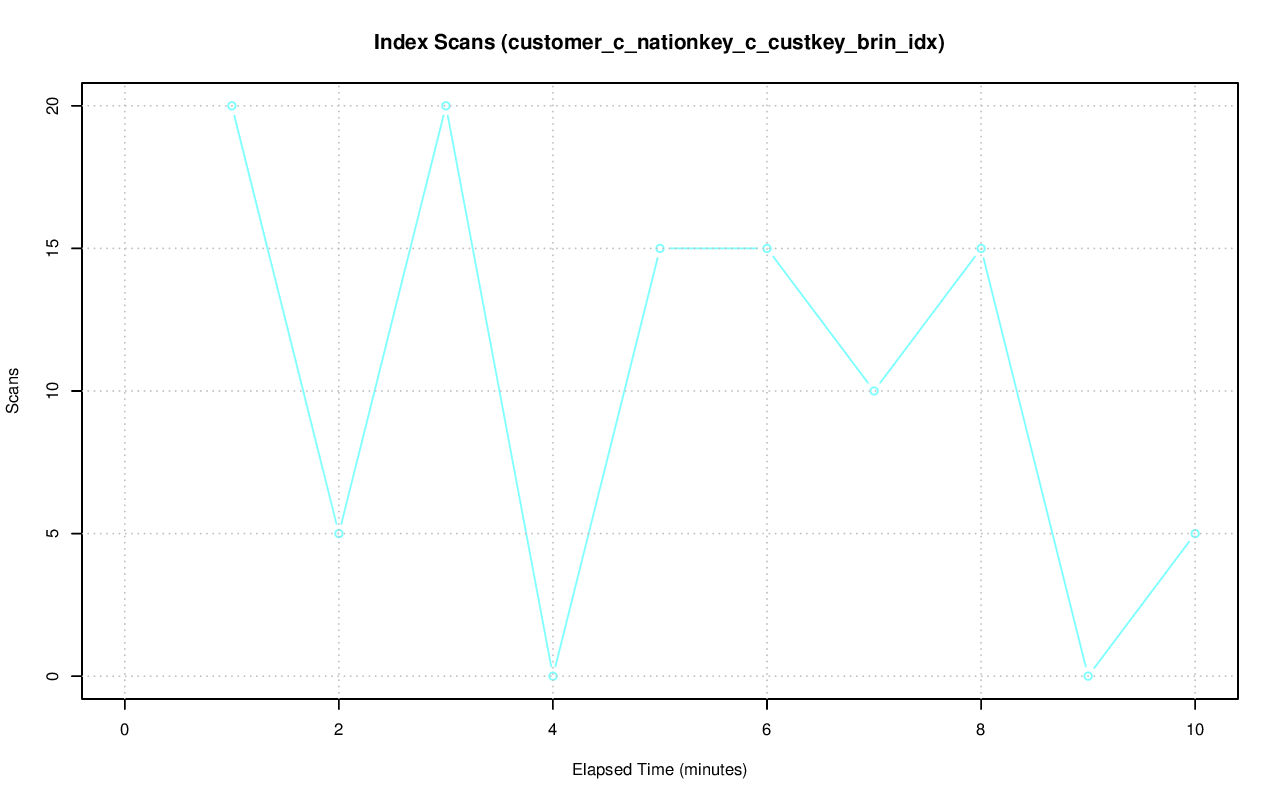 Index Scans (customer_c_nationkey_c_custkey_brin_idx)
20
15
10
5
0
Scans
0 2 4 6 8 10
Elapsed Time (minutes)